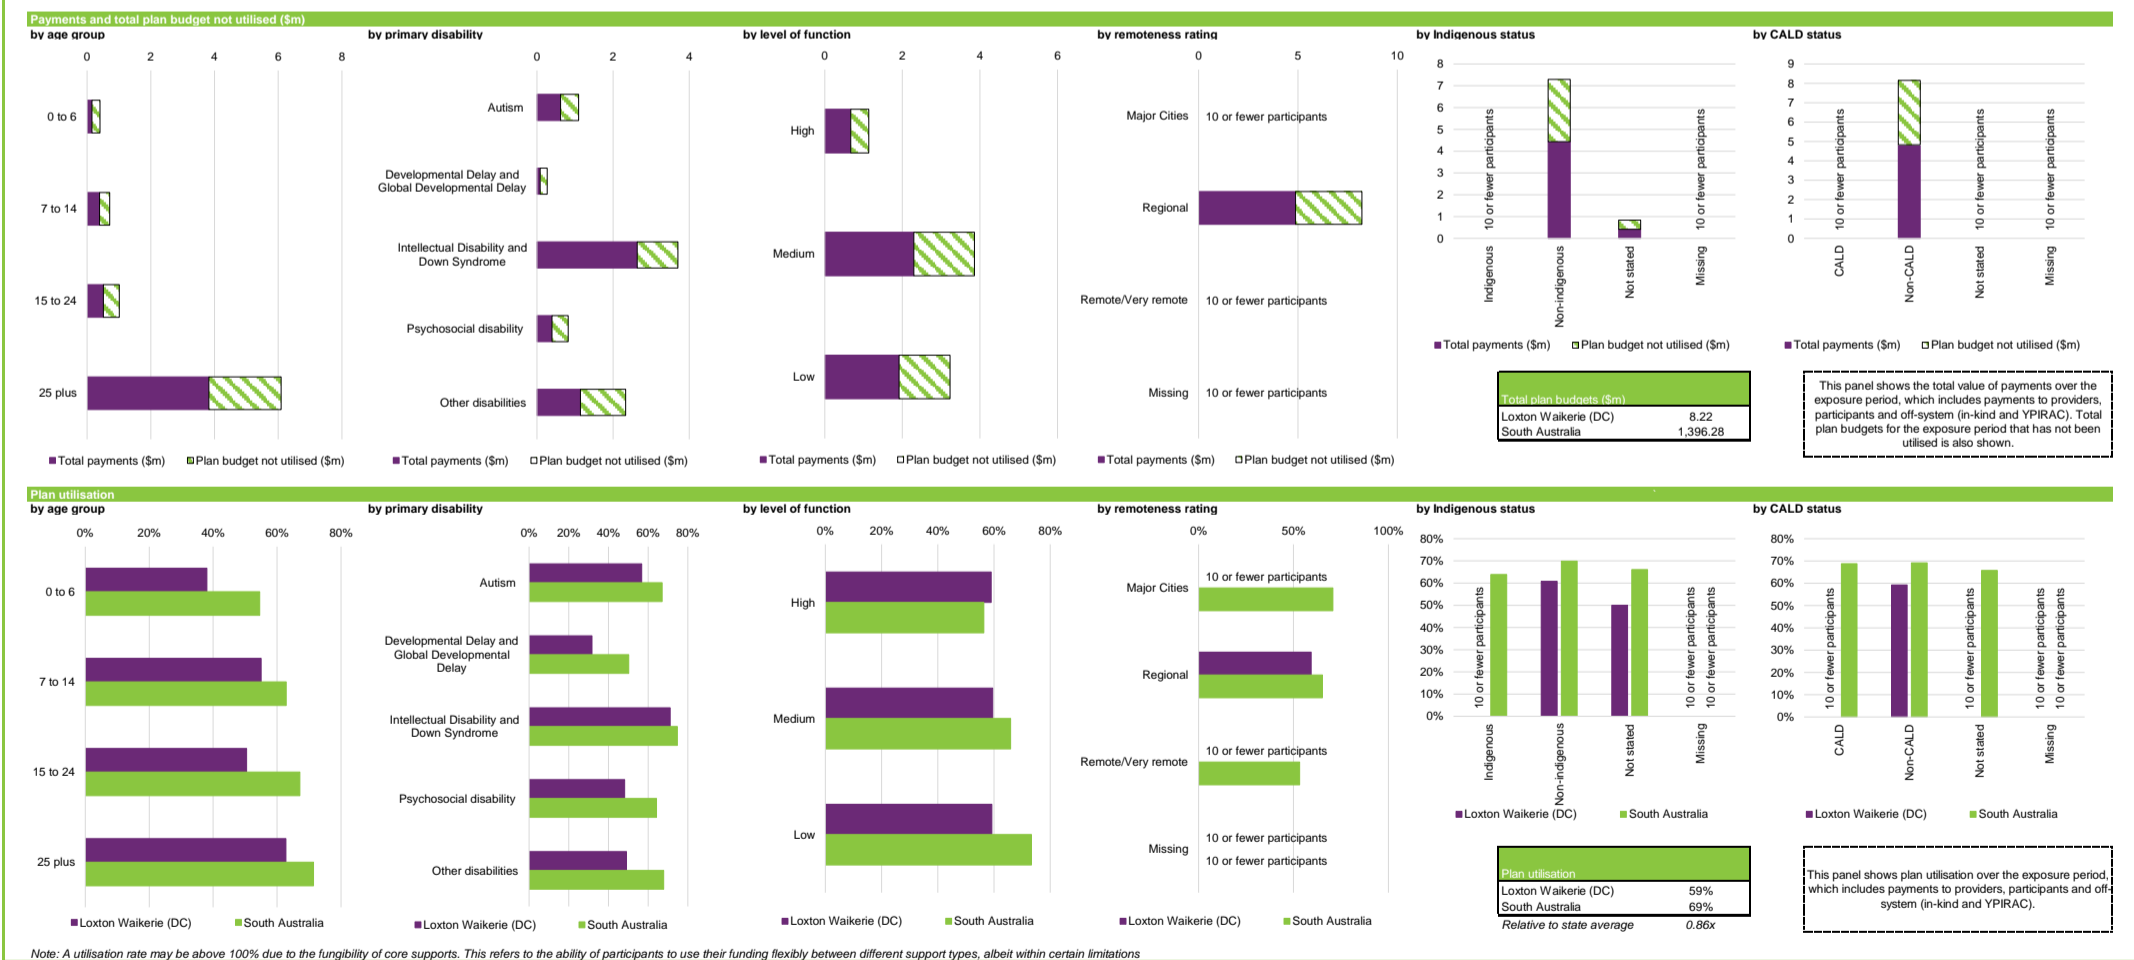 Payments and total plan budget not utilised ($m)
by age group
0 2 4 6 8
0 to 6
7 to 14
15 to 24
25 plus
Total payments ($m) Plan budget not utilised ($m)
by primary disability
0 2 4
Autism
Developmental Delay and
Global Developmental Delay
Intellectual Disability and
Down Syndrome
Psychosocial disability
Other disabilities
Total payments ($m) Plan budget not utilised ($m)
by level of function
0 2 4 6
High
Medium
Low
Total payments ($m) Plan budget not utilised ($m)
by remoteness rating
0 5 10
Major Cities 10 or fewer participants
Regional
Remote/Very remote 10 or fewer participants
Missing 10 or fewer participants
Total payments ($m) Plan budget not utilised ($m)
by Indigenous status
8
7
6
5
4
3
2
1
0
10 or fewer participants
10 or fewer participants
Indigenous
Non-indigenous
Not stated
Missing
Total payments ($m) Plan budget not utilised ($m)
Total plan budgets ($m)
Loxton Waikerie (DC) 8.22
South Australia 1,396.28
by CALD status
9
8
7
6
5
4
3
2
1
0
10 or fewer participants
10 or fewer participants
10 or fewer participants
CALD
Non-CALD
Not stated
Missing
Total payments ($m) Plan budget not utilised ($m)
This panel shows the total value of payments over the
exposure period, which includes payments to providers,
participants and off-system (in-kind and YPIRAC). Total
plan budgets for the exposure period that has not been
utilised is also shown.
Plan utilisation
by age group
0% 20% 40% 60% 80%
0 to 6
7 to 14
15 to 24
25 plus
Loxton Waikerie (DC) South Australia
by primary disability
0% 20% 40% 60% 80%
Autism
Developmental Delay and
Global Developmental
Delay
Intellectual Disability and
Down Syndrome
Psychosocial disability
Other disabilities
Loxton Waikerie (DC) South Australia
by level of function
0% 20% 40% 60% 80%
High
Medium
Low
Loxton Waikerie (DC) South Australia
by remoteness rating
0% 50% 100%
Major Cities
10 or fewer participants
Regional
Remote/Very remote
10 or fewer participants
Missing
10 or fewer participants
10 or fewer participants
Loxton Waikerie (DC) South Australia
by Indigenous status
80%
70%
60%
50%
40%
30%
20%
10%
0%
10 or fewer participants
10 or fewer participants
10 or fewer participants
Indigenous
Non-indigenous
Not stated
Missing
Loxton Waikerie (DC) South Australia
Plan utilisation
Loxton Waikerie (DC) 59%
South Australia 69%
Relative to state average 0.86x
by CALD status
80%
70%
60%
50%
40%
30%
20%
10%
0%
10 or fewer participants
10 or fewer participants
10 or fewer participants
10 or fewer participants
CALD
Non-CALD
Not stated
Missing
Loxton Waikerie (DC) South Australia
This panel shows plan utilisation over the exposure period,
which includes payments to providers, participants and off-
system (in-kind and YPIRAC).
Note: A utilisation rate may be above 100% due to the fungibility of core supports. This refers to the ability of participants to use their funding flexibly between different support types, albeit within certain limitations